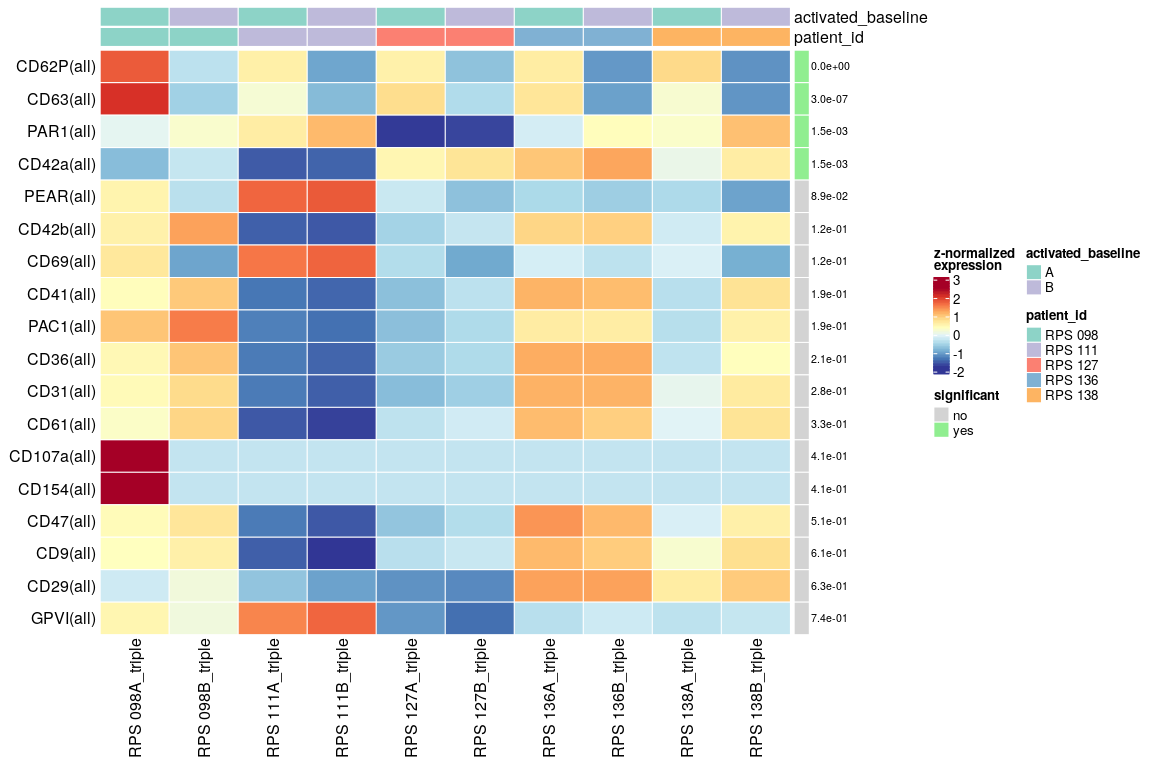 activated_baseline
patient_id
CD62P(all) 0.0e+00
CD63(all) 3.0e-07
PAR1(all) 1.5e-03
CD42a(all) 1.5e-03
PEAR(all) 8.9e-02
CD42b(all) 1.2e-01
CD69(all) 1.2e-01
CD41(all) 1.9e-01
PAC1(all) 1.9e-01
CD36(all) 2.1e-01
CD31(all) 2.8e-01
CD61(all) 3.3e-01
CD107a(all) 4.1e-01
CD154(all) 4.1e-01
CD47(all) 5.1e-01
CD9(all) 6.1e-01
CD29(all) 6.3e-01
GPVI(all) 7.4e-01
RPS 098A_triple
RPS 098B_triple
RPS 111A_triple
RPS 111B_triple
RPS 127A_triple
RPS 127B_triple
RPS 136A_triple
RPS 136B_triple
RPS 138A_triple
RPS 138B_triple
z-normalized
expression
3
2
1
0
-1
-2
significant
no
yes
activated_baseline
A
B
patient_id
RPS 098
RPS 111
RPS 127
RPS 136
RPS 138